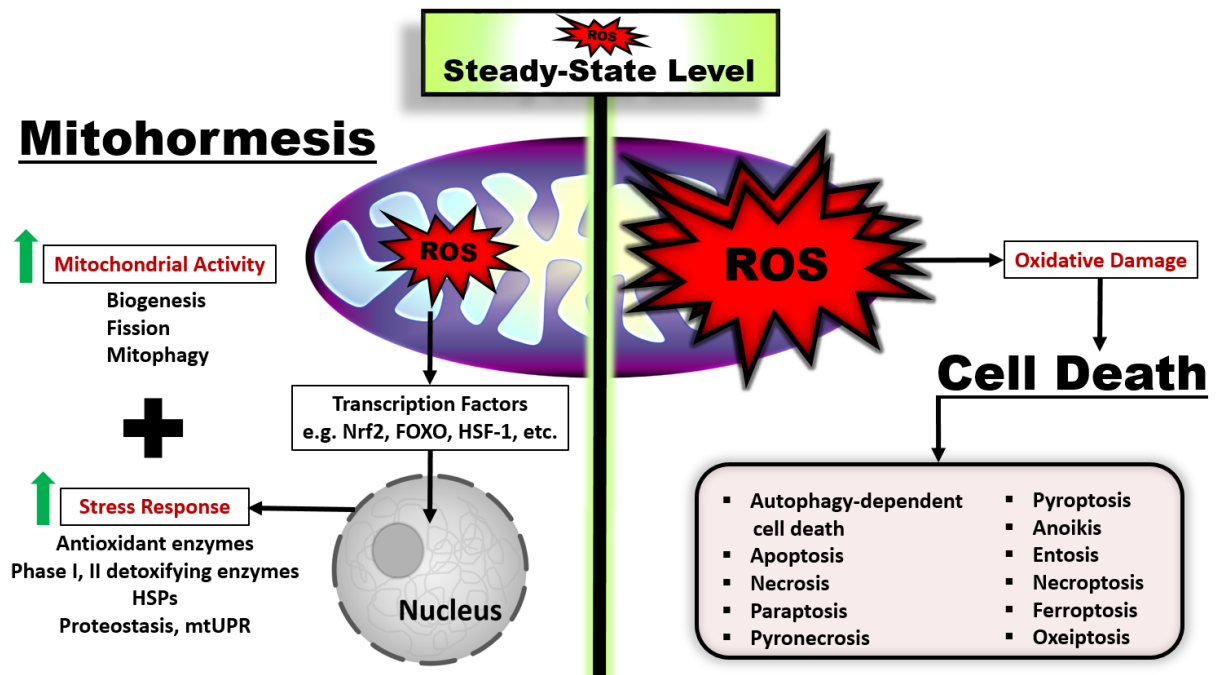 ROS
Steady-State Level
Mitohormesis
Mitochondrial Activity
Biogenesis
Fission
Mitophagy
Stress Response
Antioxidant enzymes
Phase I, II detoxifying enzymes
HSPs
Proteostasis, mtUPR
ROS
Transcription Factors
e.g. Nrf2, FOXO, HSF-1, etc.
Nucleus
ROS
Oxidative Damage
Cell Death
▪ Autophagy-dependent
cell death
▪ Apoptosis
▪ Necrosis
▪ Paraptosis
▪ Pyronecrosis
▪ Pyroptosis
▪ Anoikis
▪ Entosis
▪ Necroptosis
▪ Ferroptosis
▪ Oxeiptosis